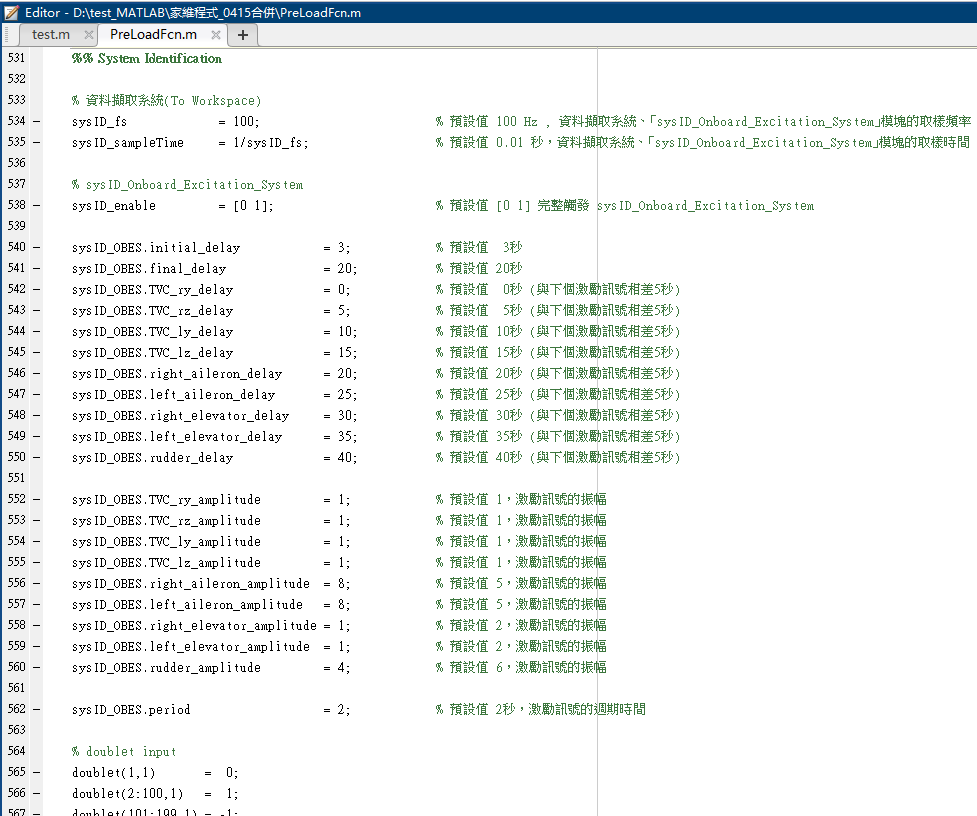 Editor - D:\test_MATLAB\家維程式_0415合併\PreLoadFcn.m
test.m × PreLoadFcn.m × +
531 %% System Identification
532
533 % 資料擷取系統(To Workspace)
534 – sysID_fs = 100; % 預設值 100 Hz , 資料擷取系統、「sysID_Onboard_Excitation_System」模塊的取樣頻率
535 – sysID_sampleTime = 1/sysID_fs; % 預設值 0.01 秒，資料擷取系統、「sysID_Onboard_Excitation_System」模塊的取樣時間
536
537 % sysID_Onboard_Excitation_System
538 – sysID_enable = [0 1]; % 預設值 [0 1] 完整觸發 sysID_Onboard_Excitation_System
539
540 – sysID_OBES.initial_delay = 3; % 預設值 3秒
541 – sysID_OBES.final_delay = 20; % 預設值 20秒
542 – sysID_OBES.TVC_ry_delay = 0; % 預設值 0秒 (與下個激勵訊號相差5秒)
543 – sysID_OBES.TVC_rz_delay = 5; % 預設值 5秒 (與下個激勵訊號相差5秒)
544 – sysID_OBES.TVC_ly_delay = 10; % 預設值 10秒 (與下個激勵訊號相差5秒)
545 – sysID_OBES.TVC_lz_delay = 15; % 預設值 15秒 (與下個激勵訊號相差5秒)
546 – sysID_OBES.right_aileron_delay = 20; % 預設值 20秒 (與下個激勵訊號相差5秒)
547 – sysID_OBES.left_aileron_delay = 25; % 預設值 25秒 (與下個激勵訊號相差5秒)
548 – sysID_OBES.right_elevator_delay = 30; % 預設值 30秒 (與下個激勵訊號相差5秒)
549 – sysID_OBES.left_elevator_delay = 35; % 預設值 35秒 (與下個激勵訊號相差5秒)
550 – sysID_OBES.rudder_delay = 40; % 預設值 40秒 (與下個激勵訊號相差5秒)
551
552 – sysID_OBES.TVC_ry_amplitude = 1; % 預設值 1，激勵訊號的振幅
553 – sysID_OBES.TVC_rz_amplitude = 1; % 預設值 1，激勵訊號的振幅
554 – sysID_OBES.TVC_ly_amplitude = 1; % 預設值 1，激勵訊號的振幅
555 – sysID_OBES.TVC_lz_amplitude = 1; % 預設值 1，激勵訊號的振幅
556 – sysID_OBES.right_aileron_amplitude = 8; % 預設值 5，激勵訊號的振幅
557 – sysID_OBES.left_aileron_amplitude = 8; % 預設值 5，激勵訊號的振幅
558 – sysID_OBES.right_elevator_amplitude = 1; % 預設值 2，激勵訊號的振幅
559 – sysID_OBES.left_elevator_amplitude = 1; % 預設值 2，激勵訊號的振幅
560 – sysID_OBES.rudder_amplitude = 4; % 預設值 6，激勵訊號的振幅
561
562 – sysID_OBES.period = 2; % 預設值 2秒，激勵訊號的週期時間
563
564 % doublet input
565 – doublet(1,1) = 0;
566 – doublet(2:100,1) = 1;
567 – doublet(101:199,1) = -1;